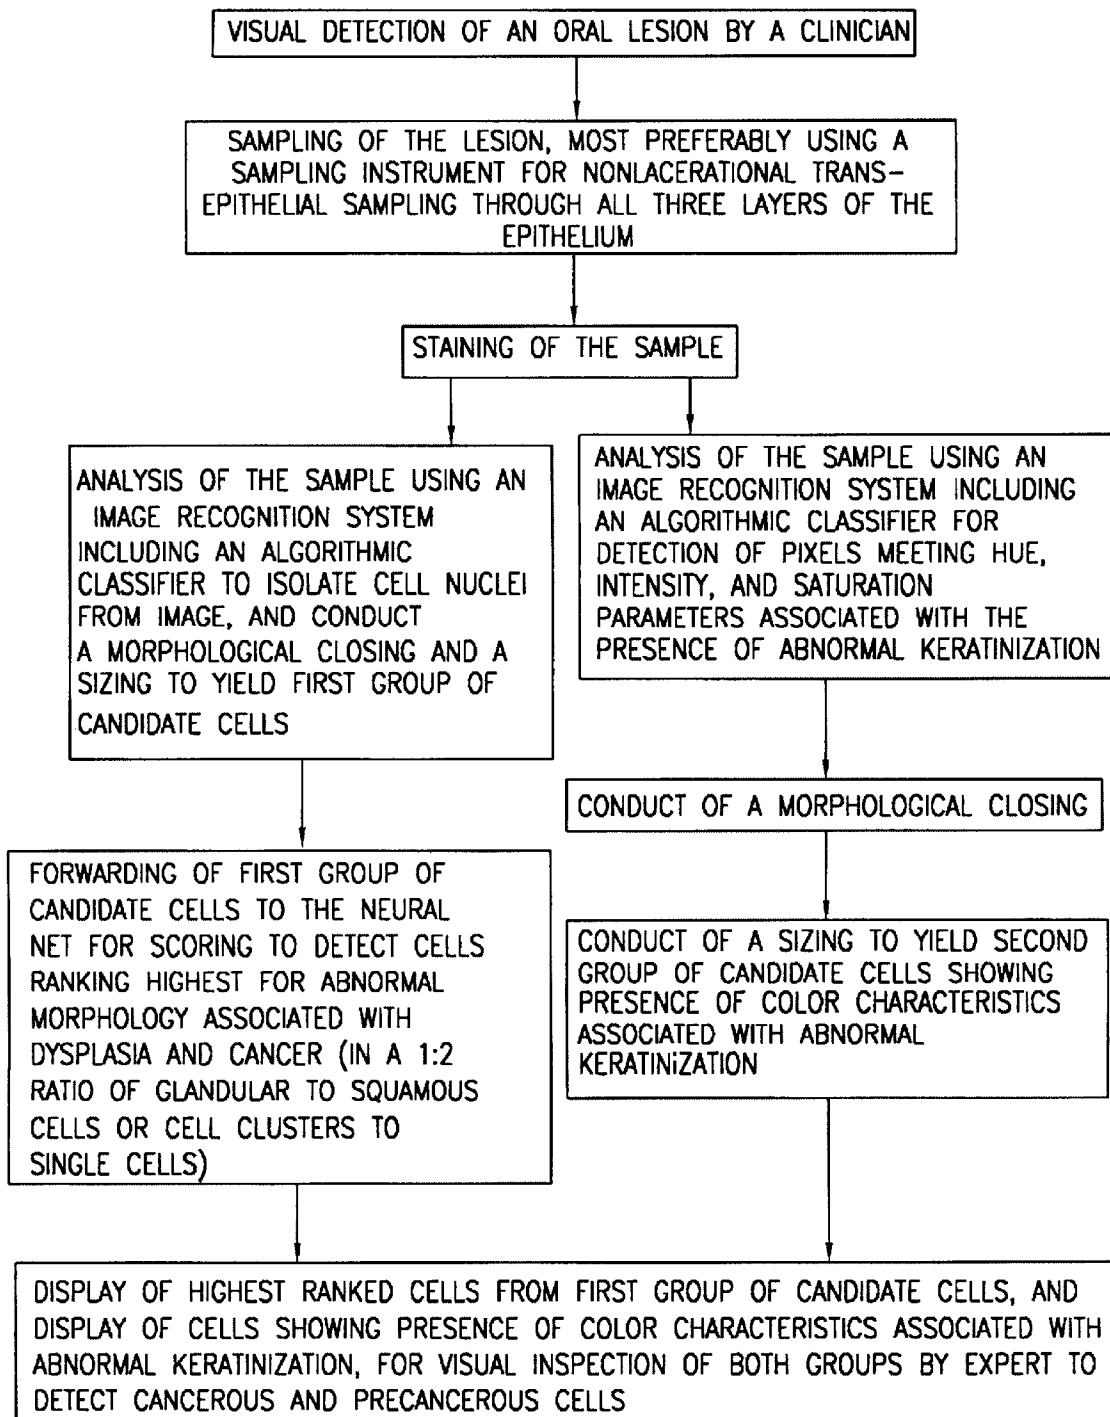 VISUAL DETECTION OF AN ORAL LESION BY A CLINICIAN
SAMPLING OF THE LESION, MOST PREFERABLY USING A
SAMPLING INSTRUMENT FOR NONLACERATIONAL TRANS-
EPITHELIAL SAMPLING THROUGH ALL THREE LAYERS OF THE
EPITHELIUM
STAINING OF THE SAMPLE
ANALYSIS OF THE SAMPLE USING AN
IMAGE RECOGNITION SYSTEM
INCLUDING AN ALGORITHMIC
CLASSIFIER TO ISOLATE CELL NUCLEI
FROM IMAGE, AND CONDUCT
A MORPHOLOGICAL CLOSING AND A
SIZING TO YIELD FIRST GROUP OF
CANDIDATE CELLS
ANALYSIS OF THE SAMPLE USING AN
IMAGE RECOGNITION SYSTEM INCLUDING
AN ALGORITHMIC CLASSIFIER FOR
DETECTION OF PIXELS MEETING HUE,
INTENSITY, AND SATURATION
PARAMETERS ASSOCIATED WITH THE
PRESENCE OF ABNORMAL KERATINIZATION
CONDUCT OF A MORPHOLOGICAL CLOSING
FORWARDING OF FIRST GROUP OF
CANDIDATE CELLS TO THE NEURAL
NET FOR SCORING TO DETECT CELLS
RANKING HIGHEST FOR ABNORMAL
MORPHOLOGY ASSOCIATED WITH
DYSPLASIA AND CANCER (IN A 1:2
RATIO OF GLANDULAR TO SQUAMOUS
CELLS OR CELL CLUSTERS TO
SINGLE CELLS)
CONDUCT OF A SIZING TO YIELD SECOND
GROUP OF CANDIDATE CELLS SHOWING
PRESENCE OF COLOR CHARACTERISTICS
ASSOCIATED WITH ABNORMAL
KERATINiZATION
DISPLAY OF HIGHEST RANKED CELLS FROM FIRST GROUP OF CANDIDATE CELLS, AND
DISPLAY OF CELLS SHOWING PRESENCE OF COLOR CHARACTERISTICS ASSOCIATED WITH
ABNORMAL KERATINIZATION, FOR VISUAL INSPECTION OF BOTH GROUPS BY EXPERT TO
DETECT CANCEROUS AND PRECANCEROUS CELLS